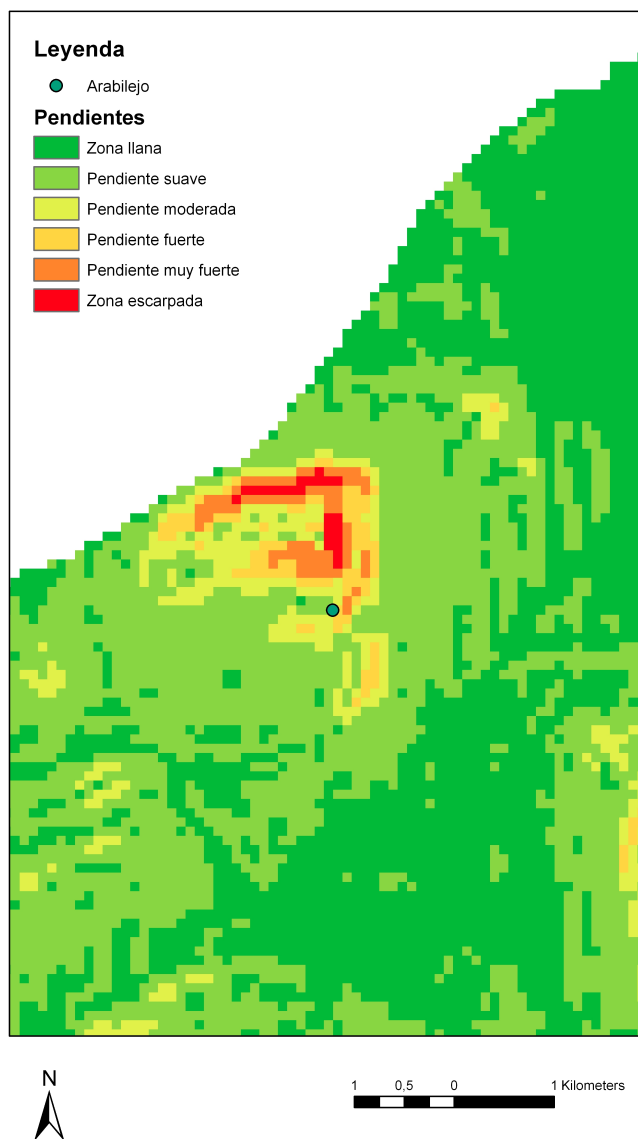 Leyenda
Arabilejo
Pendientes
Zona llana
Pendiente suave
Pendiente moderada
Pendiente fuerte
Pendiente muy fuerte
Zona escarpada
N
1 0,5 0 1 Kilometers